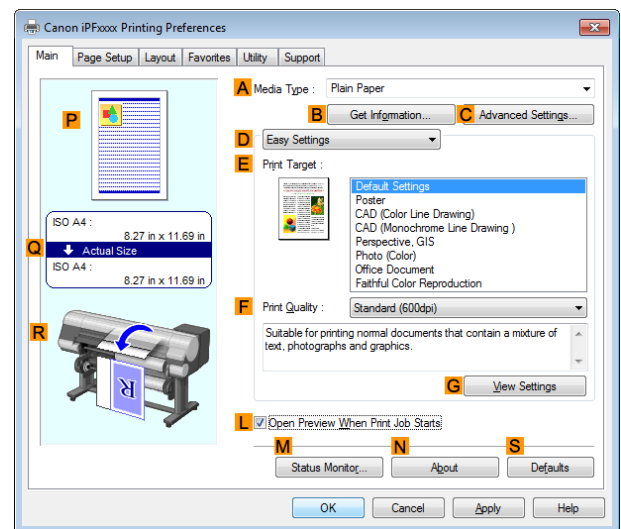 Canon iPFxxxx Printing Preferences
Main Page Setup Layout Favorites Utility Support
A Media Type : Plain Paper
B Get Information... C Advanced Settings...
D Easy Settings
E Print Target :
Default Settings
Poster
CAD (Color Line Drawing)
CAD (Monochrome Line Drawing )
Perspective, GIS
Photo (Color)
Office Document
Faithful Color Reproduction
P
Q
ISO A4 :
8.27 in x 11.69 in
Actual Size
ISO A4 :
8.27 in x 11.69 in
R
R
F Print Quality : Standard (600dpi)
Suitable for printing normal documents that contain a mixture of
text, photographs and graphics.
G View Settings
L Open Preview When Print Job Starts
M N S
Status Monitor... About Defaults
OK Cancel Apply Help